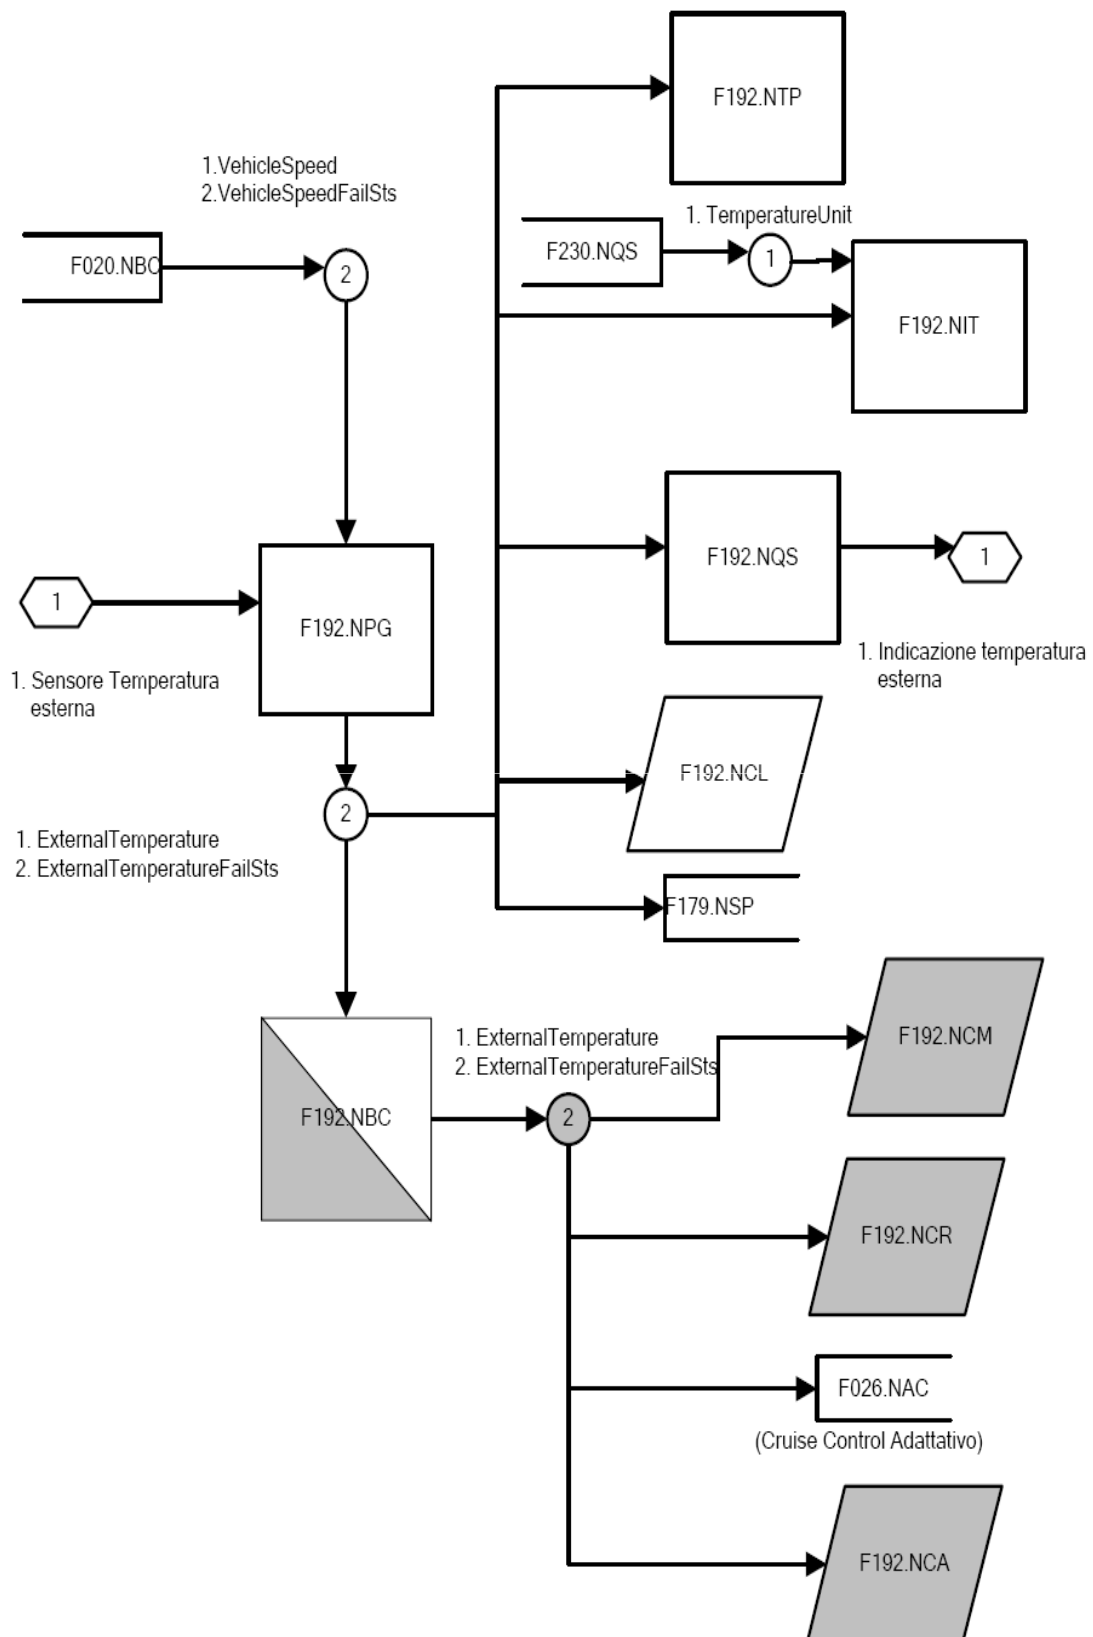 F192.NTP
1.VehicleSpeed
2.VehicleSpeedFailSts
1. TemperatureUnit
F020.NBC
2
F230.NQS
1
F192.NIT
F192.NQS
1
1
F192.NPG
1. Sensore Temperatura
esterna
1. Indicazione temperatura
esterna
F192.NCL
2
1. ExternalTemperature
2. ExternalTemperatureFailSts
F179.NSP
1. ExternalTemperature
2. ExternalTemperatureFailSts
F192.NCM
F192.NBC
2
F192.NCR
F026.NAC
(Cruise Control Adattativo)
F192.NCA